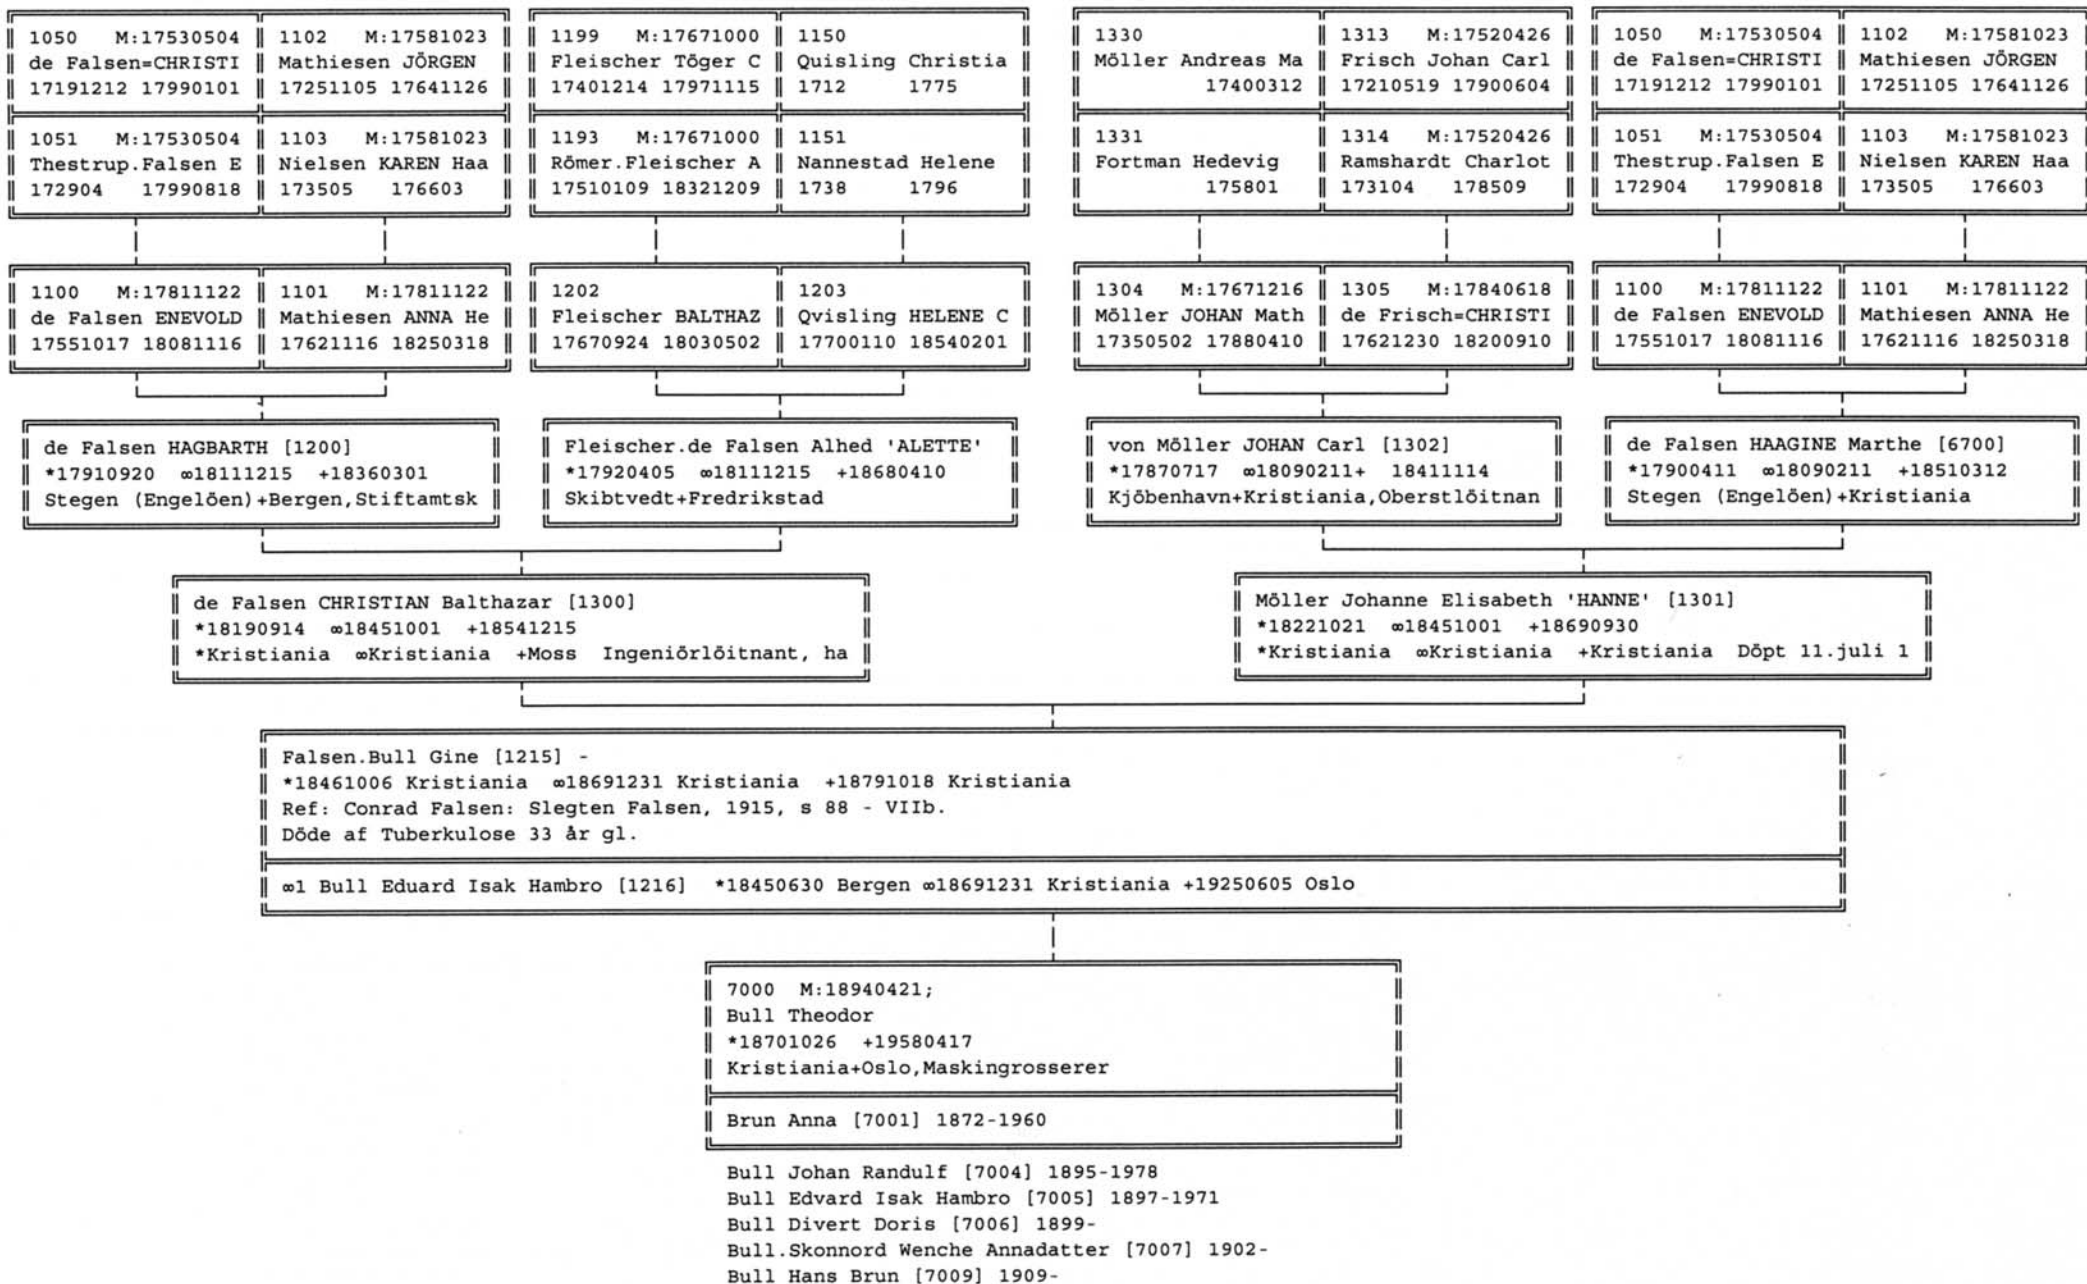 1050 M:17530504
de Falsen=CHRISTI
17191212 17990101
1102 M:17581023
Mathiesen JÖRGEN
17251105 17641126
1199 M:17671000
Fleischer Töger C
17401214 17971115
1150
Quisling Christia
1712 1775
1330
Möller Andreas Ma
17400312
1313 M:17520426
Frisch Johan Carl
17210519 17900604
1050 M:17530504
de Falsen=CHRISTI
17191212 17990101
1102 M:17581023
Mathiesen JÖRGEN
17251105 17641126
1051 M:17530504
Thestrup.Falsen E
172904 17990818
1103 M:17581023
Nielsen KAREN Haa
173505 176603
1193 M:17671000
Römer.Fleischer A
17510109 18321209
1151
Nannestad Helene
1738 1796
1331
Fortman Hedevig
175801
1314 M:17520426
Ramshardt Charlot
173104 178509
1051 M:17530504
Thestrup.Falsen E
172904 17990818
1103 M:17581023
Nielsen KAREN Haa
173505 176603
1100 M:17811122
de Falsen ENEVOLD
17551017 18081116
1101 M:17811122
Mathiesen ANNA He
17621116 18250318
1202
Fleischer BALTHAZ
17670924 18030502
1203
Qvisling HELENE C
17700110 18540201
1304 M:17671216
Möller JOHAN Math
17350502 17880410
1305 M:17840618
de Frisch=CHRISTI
17621230 18200910
1100 M:17811122
de Falsen ENEVOLD
17551017 18081116
1101 M:17811122
Mathiesen ANNA He
17621116 18250318
de Falsen HAGBARTH [1200]
*17910920 ∞18111215 +18360301
Stegen (Engelöen)+Bergen,Stiftamtsk
Fleischer.de Falsen Alhed 'ALETTE'
*17920405 ∞18111215 +18680410
Skibtvedt+Fredrikstad
von Möller JOHAN Carl [1302]
*17870717 ∞18090211+ 18411114
Kjöbenhavn+Kristiania,Oberstlöitnan
de Falsen HAAGINE Marthe [6700]
*17900411 ∞18090211 +18510312
Stegen (Engelöen)+Kristiania
de Falsen CHRISTIAN Balthazar [1300]
*18190914 ∞18451001 +18541215
*Kristiania ∞Kristiania +Moss Ingeniörlöitnant, ha
Möller Johanne Elisabeth 'HANNE' [1301]
*18221021 ∞18451001 +18690930
*Kristiania ∞Kristiania +Kristiania Döpt 11.juli 1
Falsen.Bull Gine [1215] -
*18461006 Kristiania ∞18691231 Kristiania +18791018 Kristiania
Ref: Conrad Falsen: Slegten Falsen, 1915, s 88 - VIIb.
Döde af Tuberkulose 33 år gl.
∞1 Bull Eduard Isak Hambro [1216] *18450630 Bergen ∞18691231 Kristiania +19250605 Oslo
7000 M:18940421;
Bull Theodor
*18701026 +19580417
Kristiania+Oslo,Maskingrosserer
Brun Anna [7001] 1872-1960
Bull Johan Randulf [7004] 1895-1978
Bull Edvard Isak Hambro [7005] 1897-1971
Bull Divert Doris [7006] 1899-
Bull.Skonnord Wenche Annadatter [7007] 1902-
Bull Hans Brun [7009] 1909-